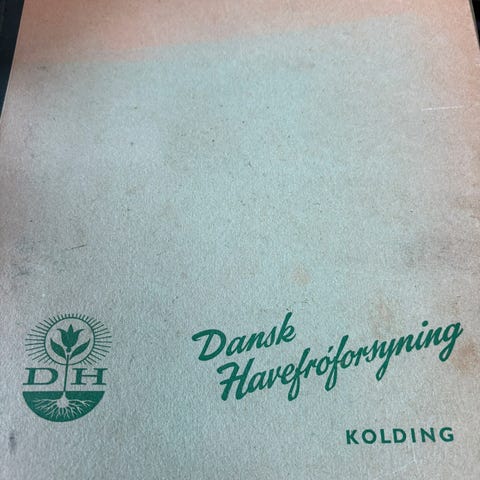 Dansk
Havefrøforsyning
KOLDING
DH